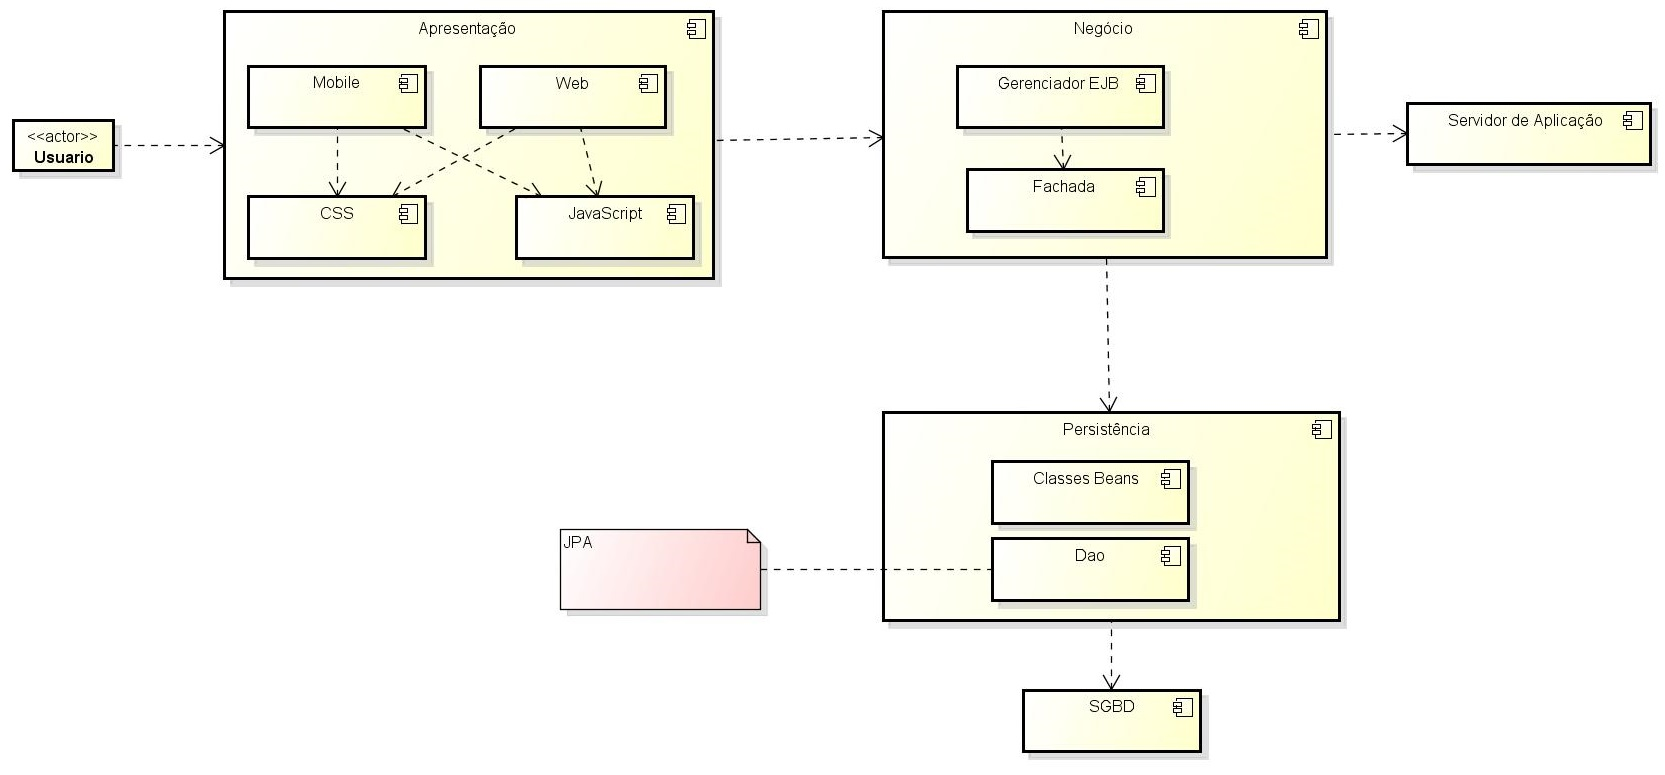 Apresentação
Mobile
Web
CSS
JavaScript
<<actor>>
Usuario
Negócio
Gerenciador EJB
Fachada
Servidor de Aplicação
Persistência
Classes Beans
Dao
JPA
SGBD